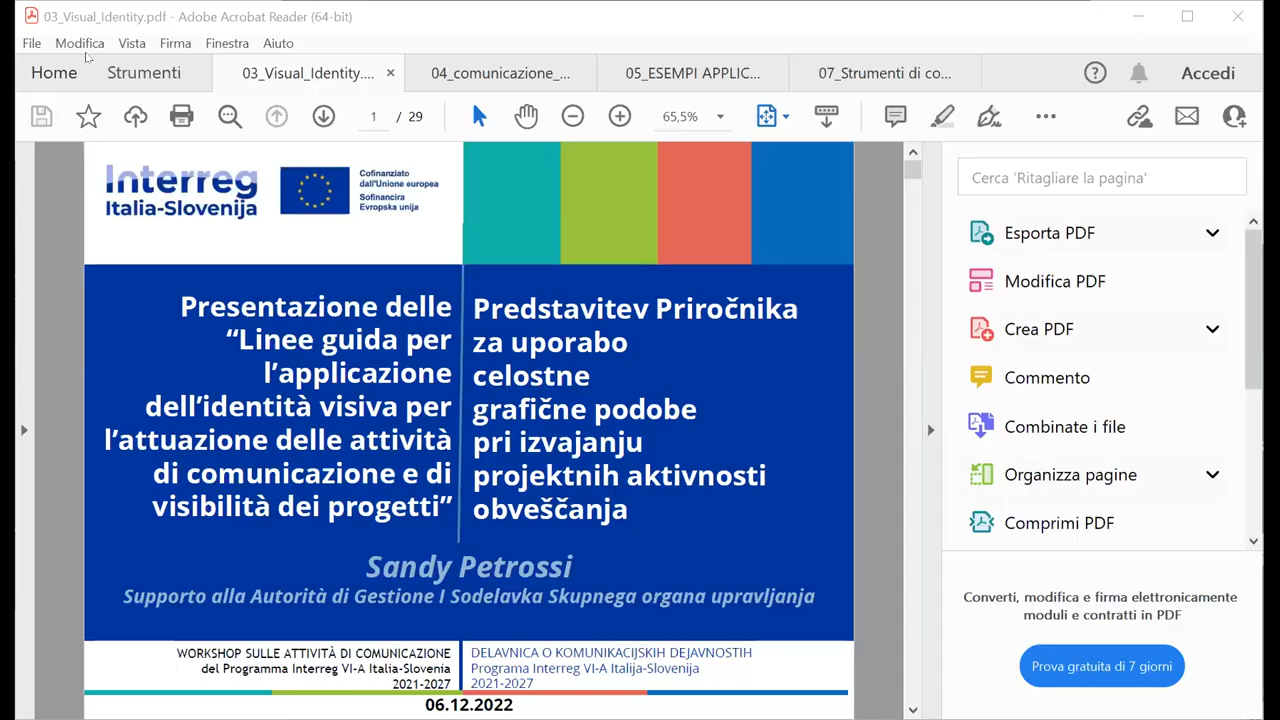 03_Visual_Identity.pdf - Adobe Acrobat Reader (64-bit)
File Modifica Vista Firma Finestra Aiuto
Home Strumenti 03_Visual_Identity.... 04_comunicazione_... 05_ESEMPI APPLIC... 07_Strumenti di co... Accedi
1 / 29 65,5%
Interreg
Italia-Slovenija
Cofinanziato
dall'Unione europea
Sofinancira
Evropska unija
Presentazione delle
“Linee guida per
l’applicazione
dell’identità visiva per
l’attuazione delle attività
di comunicazione e di
visibilità dei progetti”
Predstavitev Priročnika
za uporabo
celostne
grafične podobe
pri izvajanju
projektnih aktivnosti
obveščanja
Sandy Petrossi
Supporto alla Autorità di Gestione I Sodelavka Skupnega organa upravljanja
WORKSHOP SULLE ATTIVITÀ DI COMUNICAZIONE
del Programma Interreg VI-A Italia-Slovenia
2021-2027
DELAVNICA O KOMUNIKACIJSKIH DEJAVNOSTIH
Programa Interreg VI-A Italija-Slovenija
2021-2027
06.12.2022
Cerca 'Ritagliare la pagina'
Esporta PDF
Modifica PDF
Crea PDF
Commento
Combinate i file
Organizza pagine
Comprimi PDF
Converti, modifica e firma elettronicamente
moduli e contratti in PDF
Prova gratuita di 7 giorni